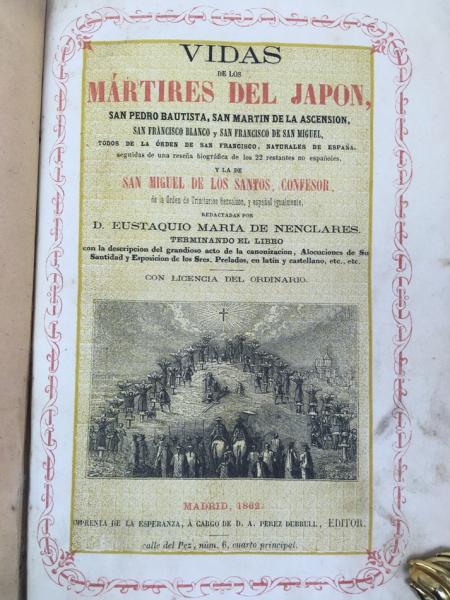 VIDAS
DE LOS
MÁRTIRES DEL JAPON,
SAN PEDRO BAUTISTA, SAN MARTIN DE LA ASCENSION,
SAN FRANCISCO BLANCO y SAN FRANCISCO DE SAN MIGUEL,
TODOS DE LA ÓRDEN DE SAN FRANCISCO, NATURALES DE ESPAÑA.
seguidas de una reseña biográfica de los 22 restantes no españoles,
Y LA DE
SAN MIGUEL DE LOS SANTOS, CONFESOR,
de la Orden de Trinitarios Descalzos, y español igualmente,
REDACTADAS POR
D. EUSTAQUIO MARIA DE NENCLARES.
TERMINANDO EL LIBRO
con la descripcion del grandioso acto de la canonizacion, Alocuciones de Su
Santidad y Esposicion de los Sres. Prelados, en latin y castellano, etc., etc.
CON LICENCIA DEL ORDINARIO.
MADRID, 1862.
IMPRENTA DE LA ESPERANZA, Á CARGO DE D. A. PEREZ DUBRULL, EDITOR.
calle del Pez, núm. 6, cuarto principal.